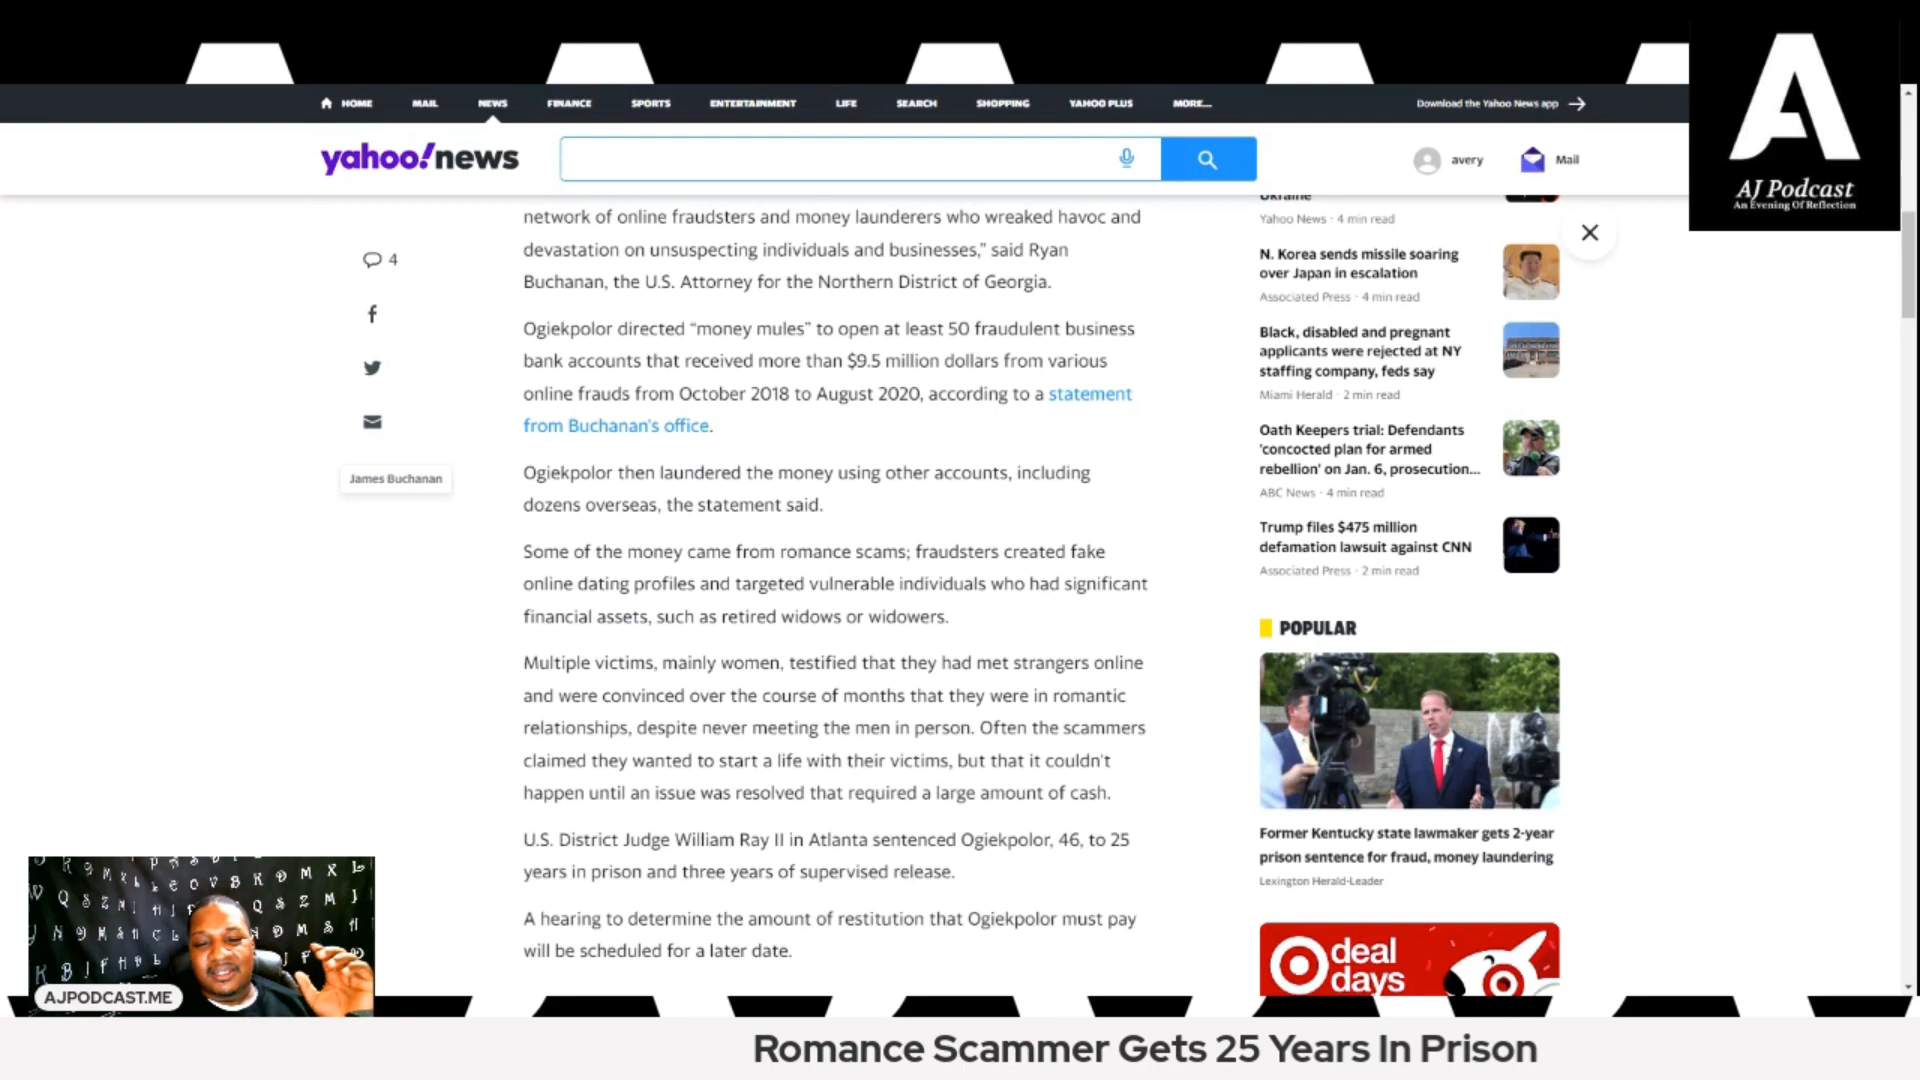 HOME MAIL NEWS FINANCE SPORTS ENTERTAINMENT LIFE SEARCH SHOPPING YAHOO PLUS MORE... Download the Yahoo News app
yahoo!news
avery Mail
A
AJ Podcast
An Evening Of Reflection
4
James Buchanan
network of online fraudsters and money launderers who wreaked havoc and
devastation on unsuspecting individuals and businesses,” said Ryan
Buchanan, the U.S. Attorney for the Northern District of Georgia.
Ogiekpolor directed “money mules” to open at least 50 fraudulent business
bank accounts that received more than $9.5 million dollars from various
online frauds from October 2018 to August 2020, according to a statement
from Buchanan's office.
Ogiekpolor then laundered the money using other accounts, including
dozens overseas, the statement said.
Some of the money came from romance scams; fraudsters created fake
online dating profiles and targeted vulnerable individuals who had significant
financial assets, such as retired widows or widowers.
Multiple victims, mainly women, testified that they had met strangers online
and were convinced over the course of months that they were in romantic
relationships, despite never meeting the men in person. Often the scammers
claimed they wanted to start a life with their victims, but that it couldn't
happen until an issue was resolved that required a large amount of cash.
U.S. District Judge William Ray II in Atlanta sentenced Ogiekpolor, 46, to 25
years in prison and three years of supervised release.
A hearing to determine the amount of restitution that Ogiekpolor must pay
will be scheduled for a later date.
Ukraine
Yahoo News · 4 min read
N. Korea sends missile soaring
over Japan in escalation
Associated Press · 4 min read
Black, disabled and pregnant
applicants were rejected at NY
staffing company, feds say
Miami Herald · 2 min read
Oath Keepers trial: Defendants
'concocted plan for armed
rebellion' on Jan. 6, prosecution...
ABC News · 4 min read
Trump files $475 million
defamation lawsuit against CNN
Associated Press · 2 min read
POPULAR
Former Kentucky state lawmaker gets 2-year
prison sentence for fraud, money laundering
Lexington Herald-Leader
deal
days
AJPODCAST.ME
Romance Scammer Gets 25 Years In Prison